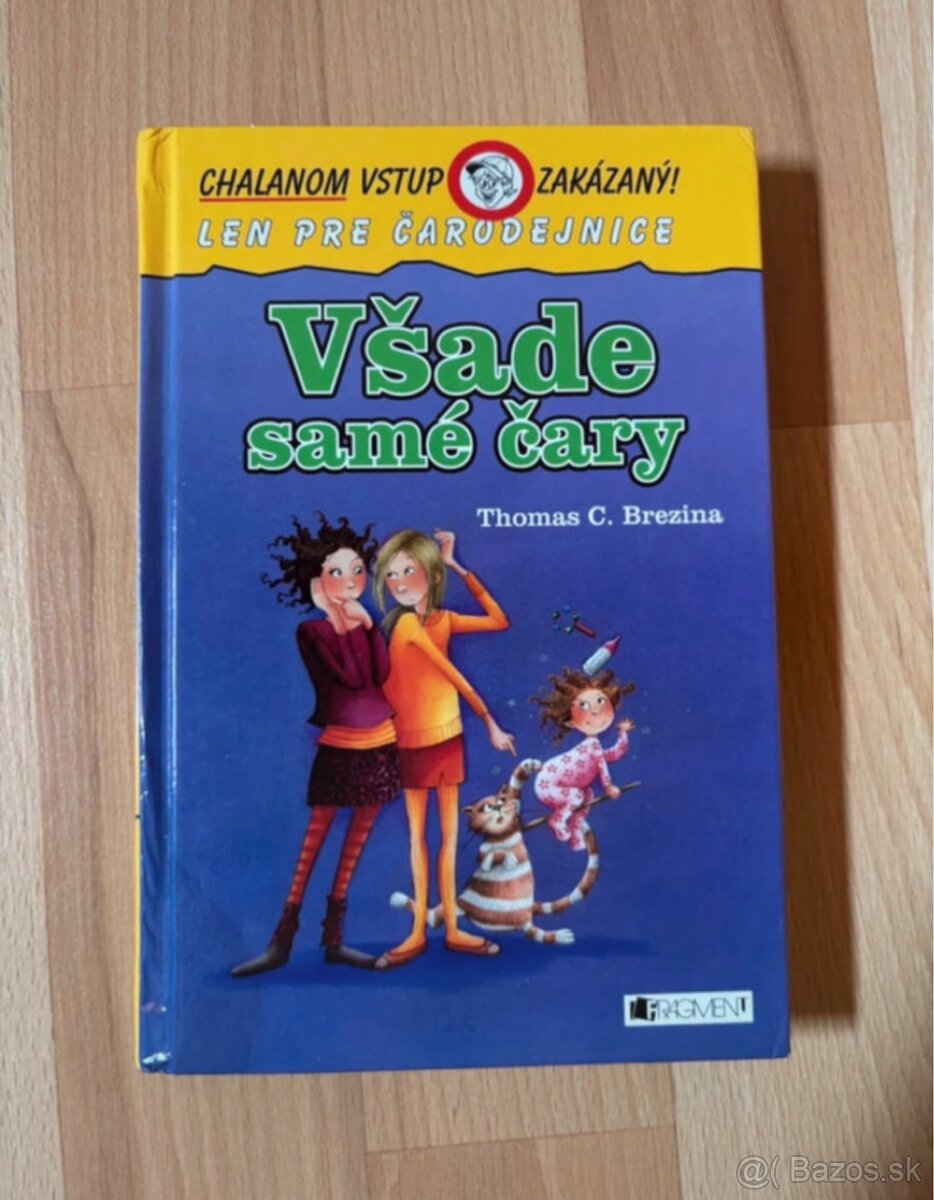 CHALANOM VSTUP ZAKÁZANÝ!
LEN PRE ČARODEJNICE
Všade
samé čary
Thomas C. Brezina
FRAGMENT
@( Bazos.sk